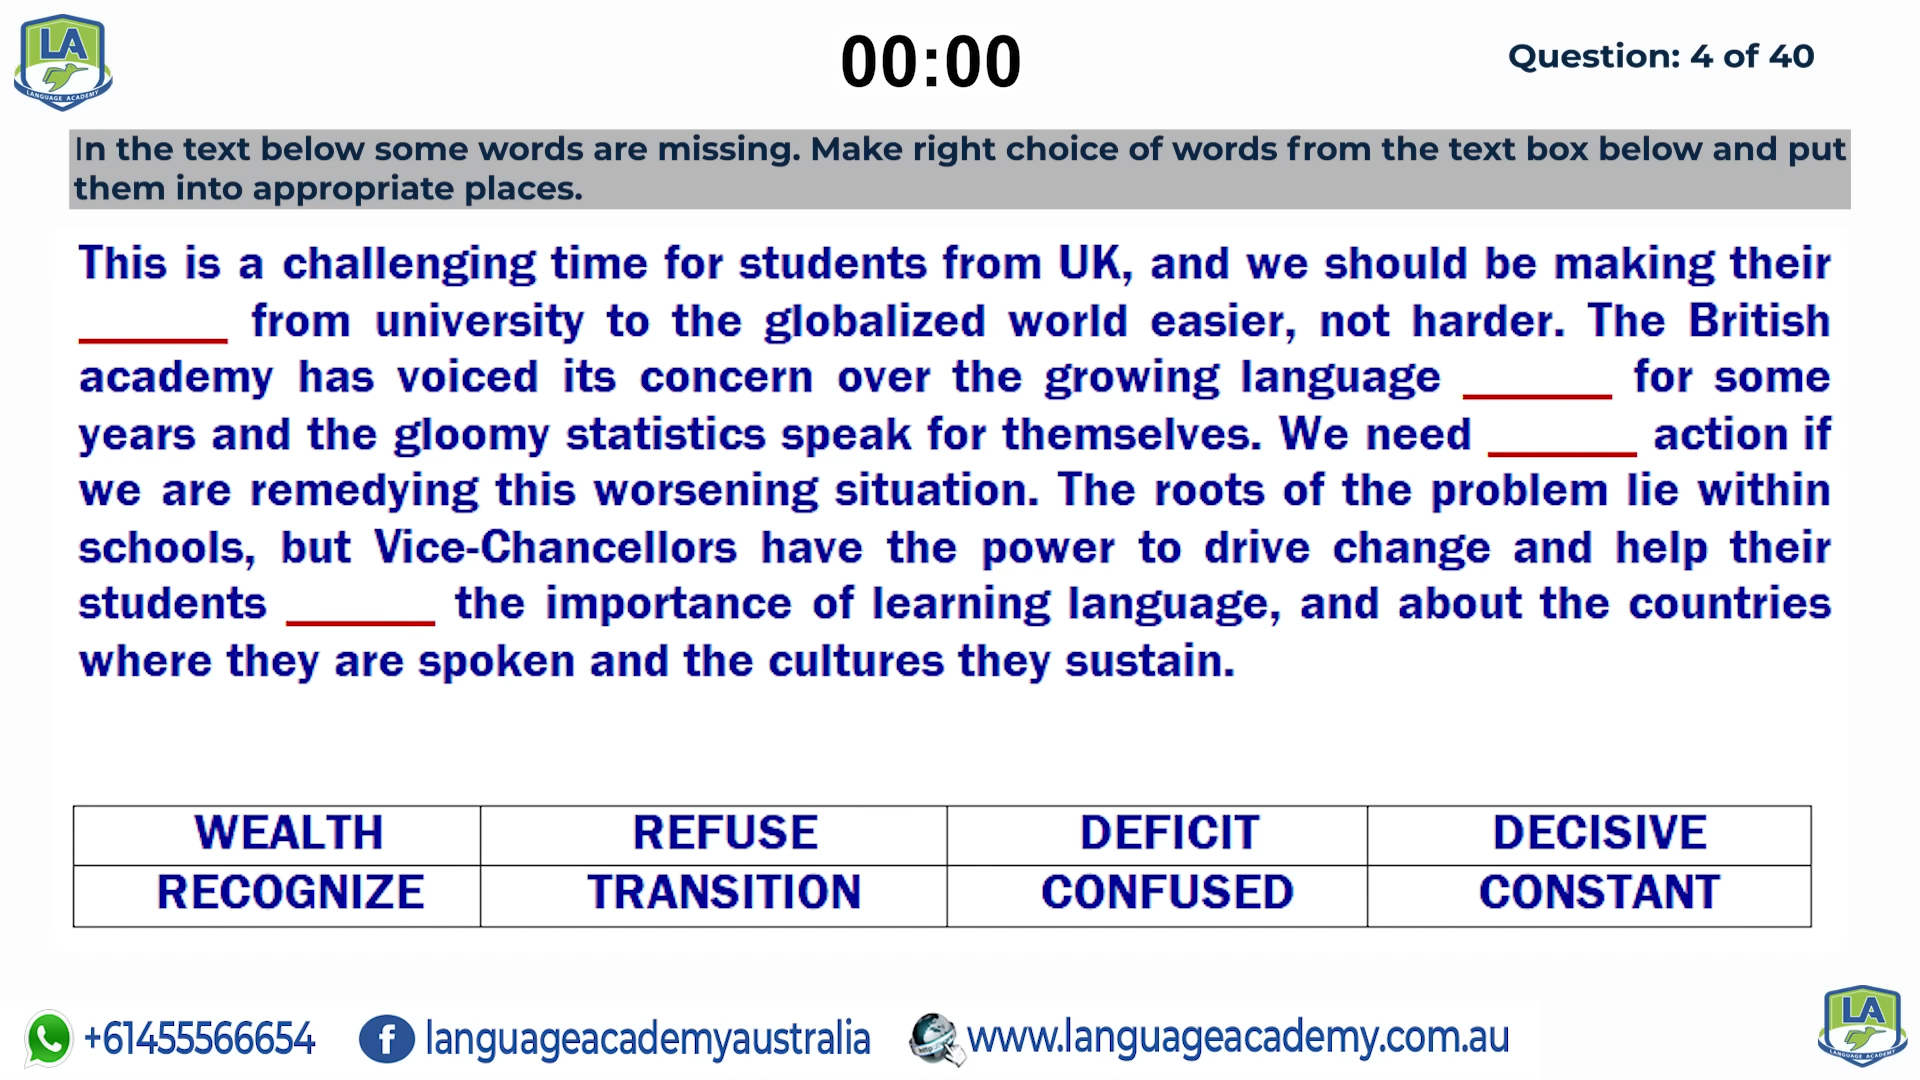 LA
LANGUAGE ACADEMY
00:00
Question: 4 of 40
In the text below some words are missing. Make right choice of words from the text box below and put
them into appropriate places.
This is a challenging time for students from UK, and we should be making their
______ from university to the globalized world easier, not harder. The British
academy has voiced its concern over the growing language ______ for some
years and the gloomy statistics speak for themselves. We need ______ action if
we are remedying this worsening situation. The roots of the problem lie within
schools, but Vice-Chancellors have the power to drive change and help their
students ______ the importance of learning language, and about the countries
where they are spoken and the cultures they sustain.
WEALTH REFUSE DEFICIT DECISIVE
RECOGNIZE TRANSITION CONFUSED CONSTANT
+61455566654 f languageacademyaustralia www.languageacademy.com.au
LA
LANGUAGE ACADEMY